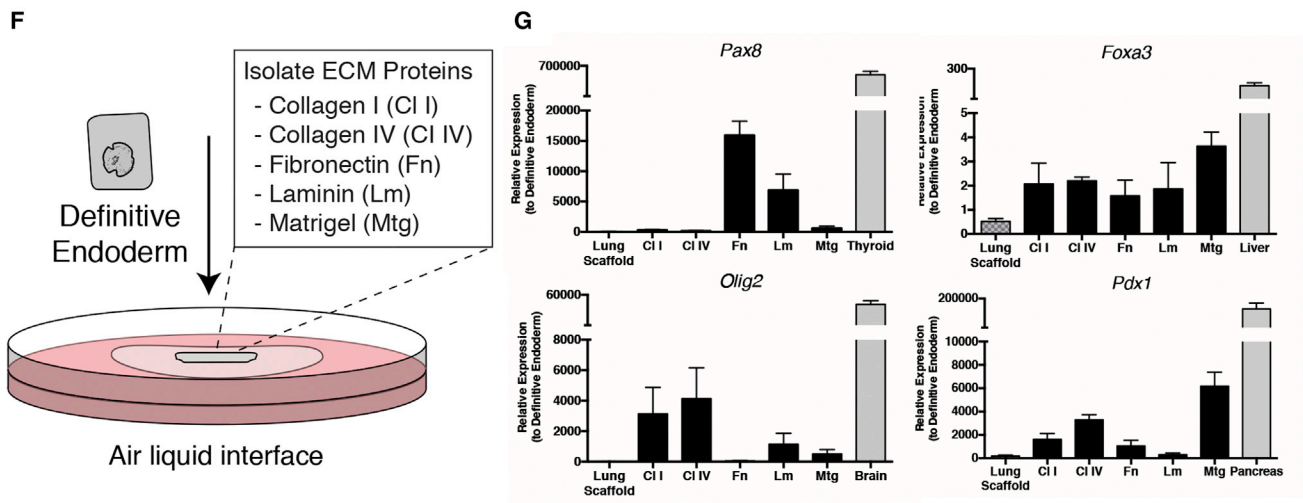 F
Isolate ECM Proteins
- Collagen I (Cl I)
- Collagen IV (Cl IV)
- Fibronectin (Fn)
- Laminin (Lm)
- Matrigel (Mtg)
Definitive
Endoderm
Air liquid interface
G
Pax8
Relative Expression
(to Definitive Endoderm)
700000
20000
15000
10000
5000
0
Lung
Scaffold
Cl I
Cl IV
Fn
Lm
Mtg
Thyroid
Foxa3
Relative Expression
(to Definitive Endoderm
300
5
4
3
2
1
0
Lung
Scaffold
Cl I
Cl IV
Fn
Lm
Mtg
Liver
Olig2
Relative Expression
(to Definitive Endoderm)
60000
8000
6000
4000
2000
0
Lung
Scaffold
Cl I
Cl IV
Fn
Lm
Mtg
Brain
Pdx1
Relative Expression
(to Definitive Endoderm)
200000
10000
8000
6000
4000
2000
0
Lung
Scaffold
Cl I
Cl IV
Fn
Lm
Mtg
Pancreas